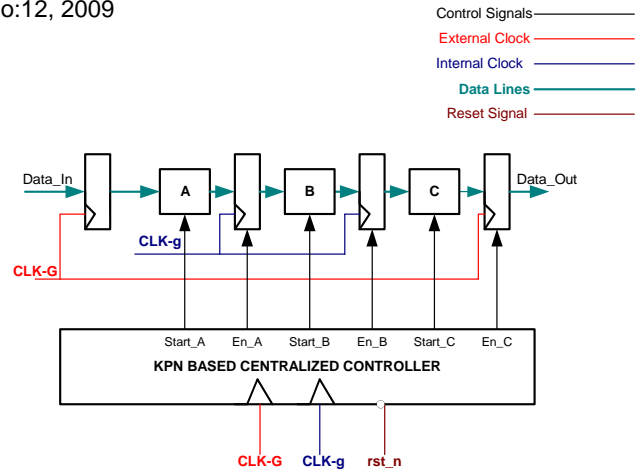 o:12, 2009
Control Signals
External Clock
Internal Clock
Data Lines
Reset Signal
Data_In
A
B
C
Data_Out
CLK-g
CLK-G
Start_A En_A Start_B En_B Start_C En_C
KPN BASED CENTRALIZED CONTROLLER
CLK-G CLK-g rst_n